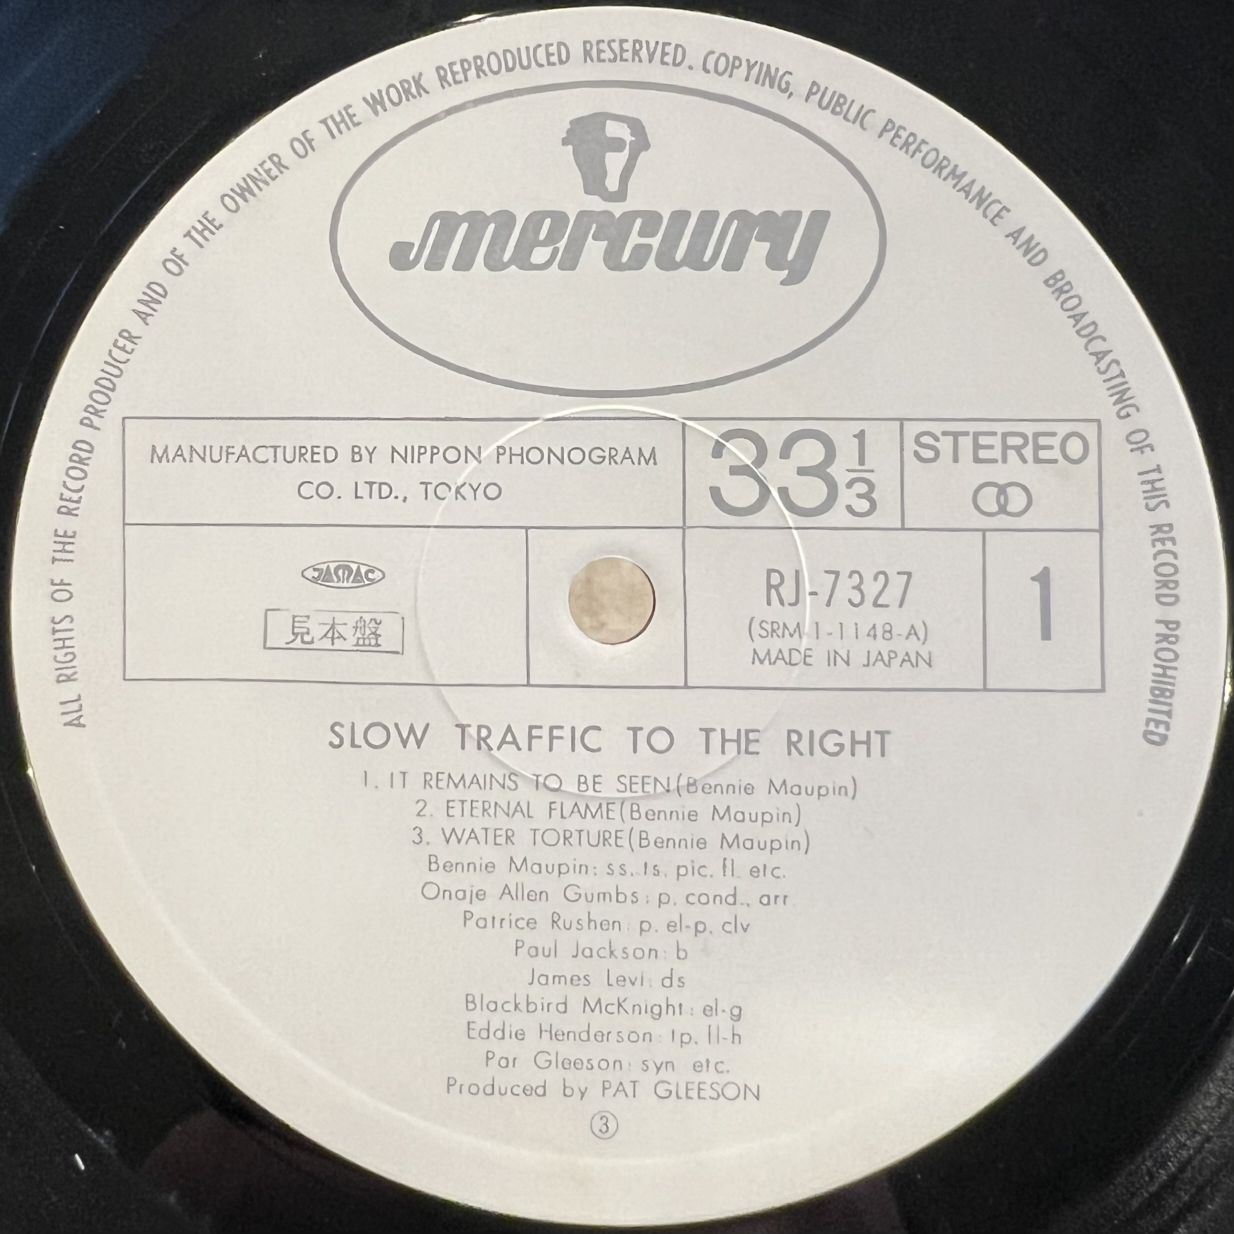 ALL RIGHTS OF THE RECORD PRODUCER AND OF THE OWNER OF THE WORK REPRODUCED RESERVED. COPYING, PUBLIC PERFORMANCE AND BROADCASTING OF THIS RECORD PROHIBITED
mercury
MANUFACTURED BY NIPPON PHONOGRAM
CO. LTD., TOKYO
33 1/3
STEREO
JASRAC
見本盤
RJ-7327
(SRM-1-1148-A)
MADE IN JAPAN
1
SLOW TRAFFIC TO THE RIGHT
1. IT REMAINS TO BE SEEN(Bennie Maupin)
2. ETERNAL FLAME(Bennie Maupin)
3. WATER TORTURE(Bennie Maupin)
Bennie Maupin: ss. ts. pic. fl. etc.
Onaje Allen Gumbs: p. cond., arr.
Patrice Rushen: p. el-p. clv
Paul Jackson: b
James Levi: ds
Blackbird McKnight: el-g
Eddie Henderson: tp. fl-h
Par Gleeson: syn etc.
Produced by PAT GLEESON
③